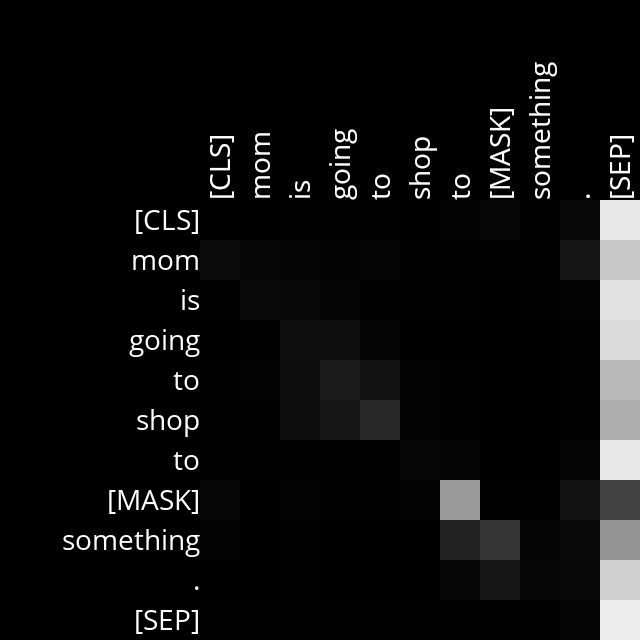 [CLS] mom is going to shop to [MASK] something . [SEP]
[CLS]
mom
is
going
to
shop
to
[MASK]
something
.
[SEP]